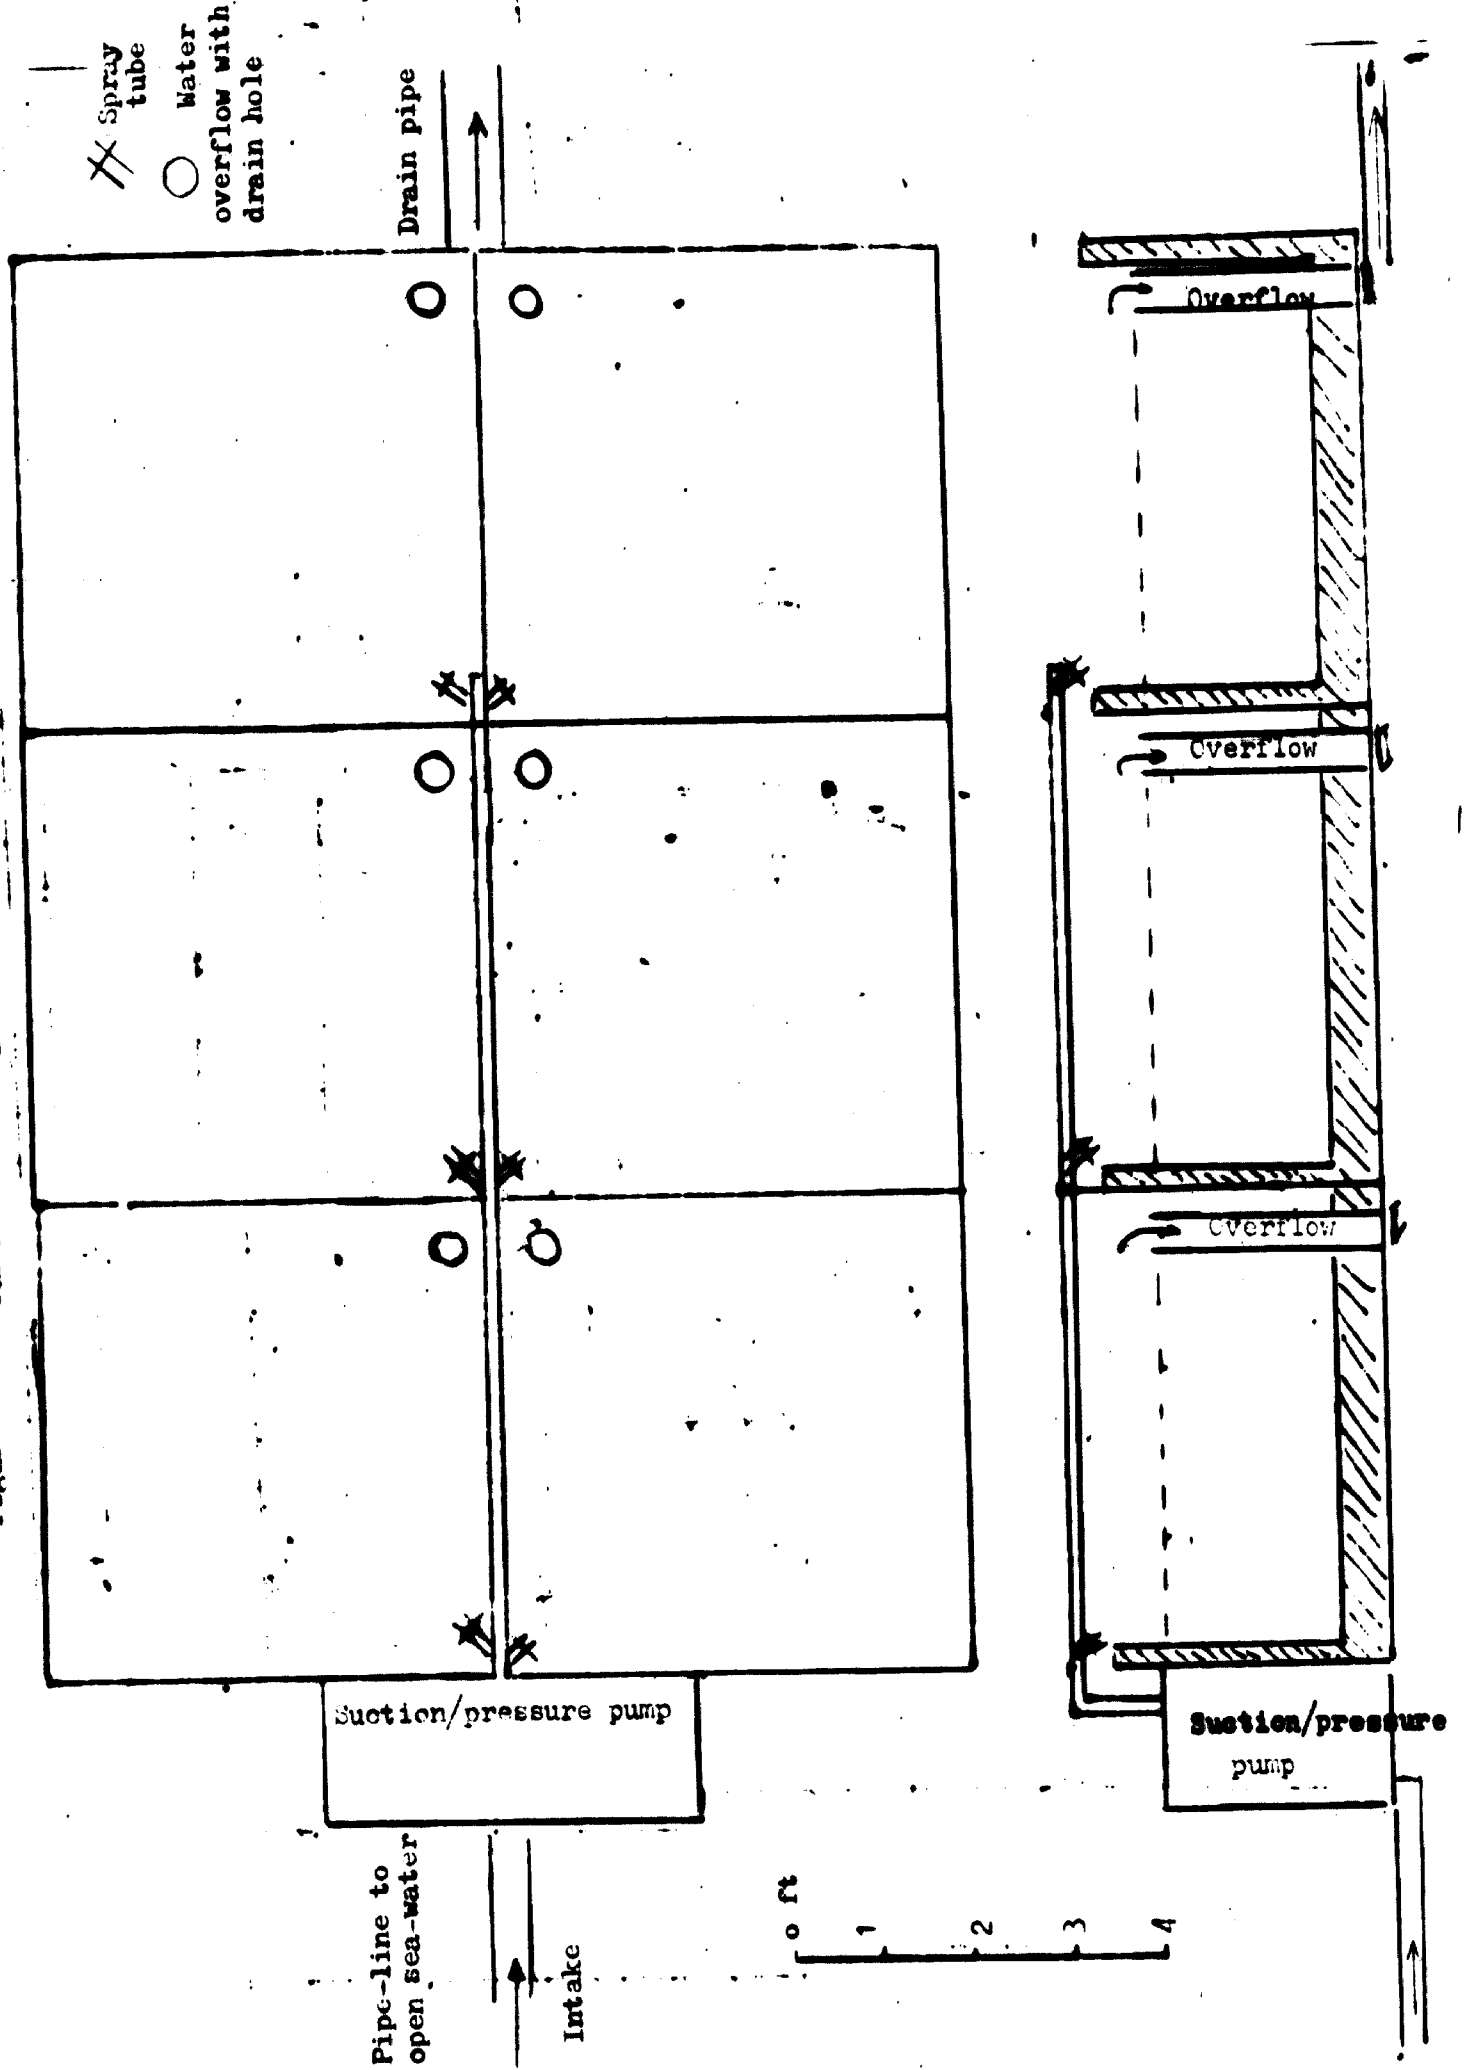 Spray
tube
Water
overflow with
drain hole
Drain pipe
Overflow
Overflow
Overflow
Suction/pressure pump
Suction/pressure
pump
Pipe-line to
open sea-water
Intake
0 ft
1
2
3
4